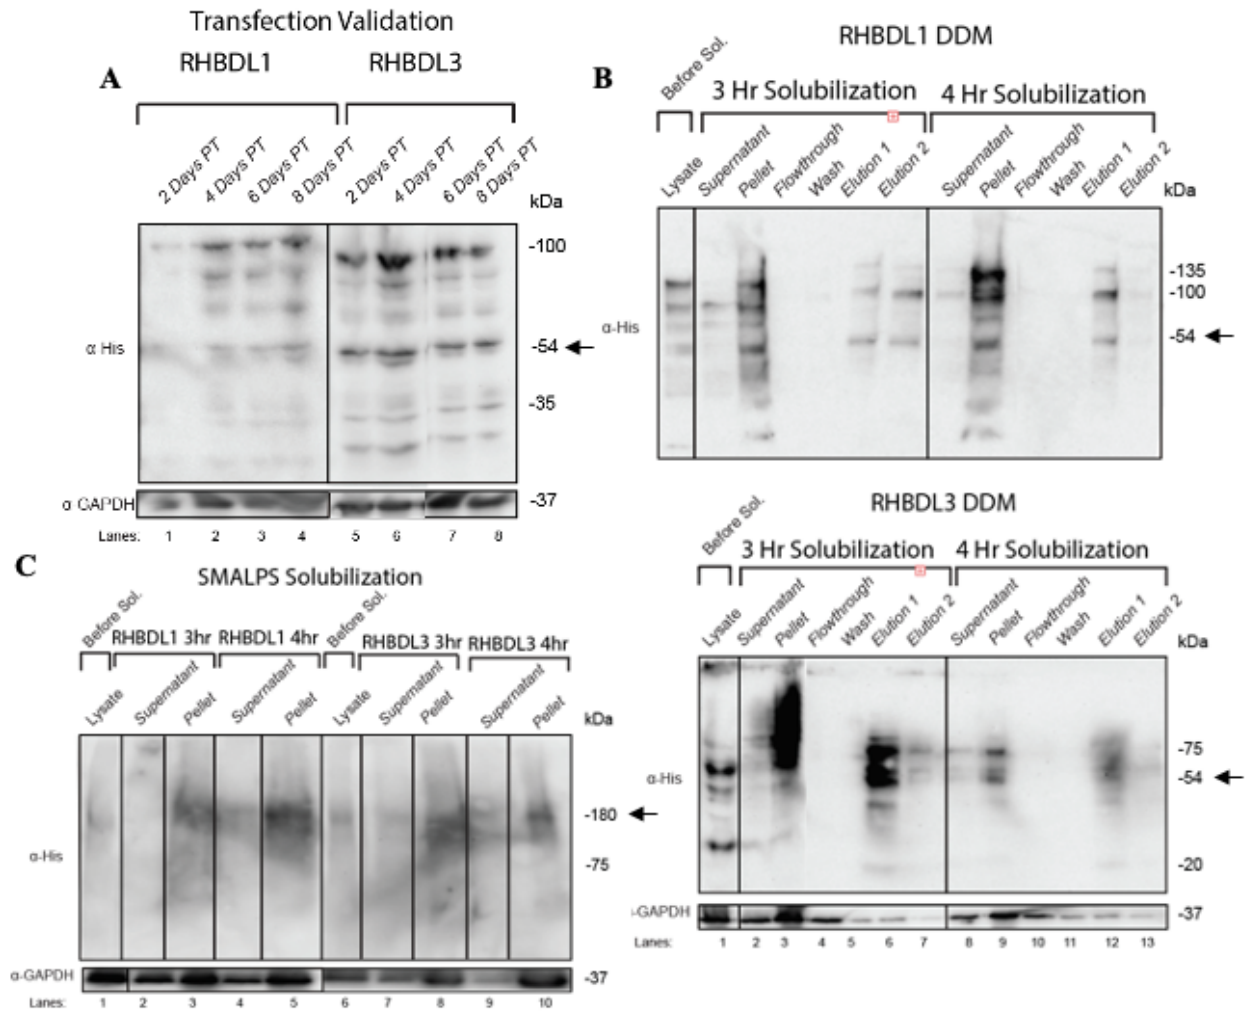 Transfection Validation
RHBDL1 RHBDL3
A
2 Days PT 4 Days PT 6 Days PT 8 Days PT 2 Days PT 4 Days PT 6 Days PT 8 Days PT
kDa
-100
α His
-54
-35
α GAPDH
-37
Lanes: 1 2 3 4 5 6 7 8
B
RHBDL1 DDM
Before Sol. 3 Hr Solubilization 4 Hr Solubilization
Lysate Supernatant Pellet Flowthrough Wash Elution 1 Elution 2 Supernatant Pellet Flowthrough Wash Elution 1 Elution 2
kDa
-135
-100
α-His
-54
RHBDL3 DDM
Before Sol. 3 Hr Solubilization 4 Hr Solubilization
Lysate Supernatant Pellet Flowthrough Wash Elution 1 Elution 2 Supernatant Pellet Flowthrough Wash Elution 1 Elution 2
kDa
-75
α-His
-54
-20
-GAPDH
-37
Lanes: 1 2 3 4 5 6 7 8 9 10 11 12 13
C
SMALPS Solubilization
Before Sol. RHBDL1 3hr RHBDL1 4hr Before Sol. RHBDL3 3hr RHBDL3 4hr
Lysate Supernatant Pellet Supernatant Pellet Lysate Supernatant Pellet Supernatant Pellet
kDa
-180
α-His
-75
α-GAPDH
-37
Lanes: 1 2 3 4 5 6 7 8 9 10